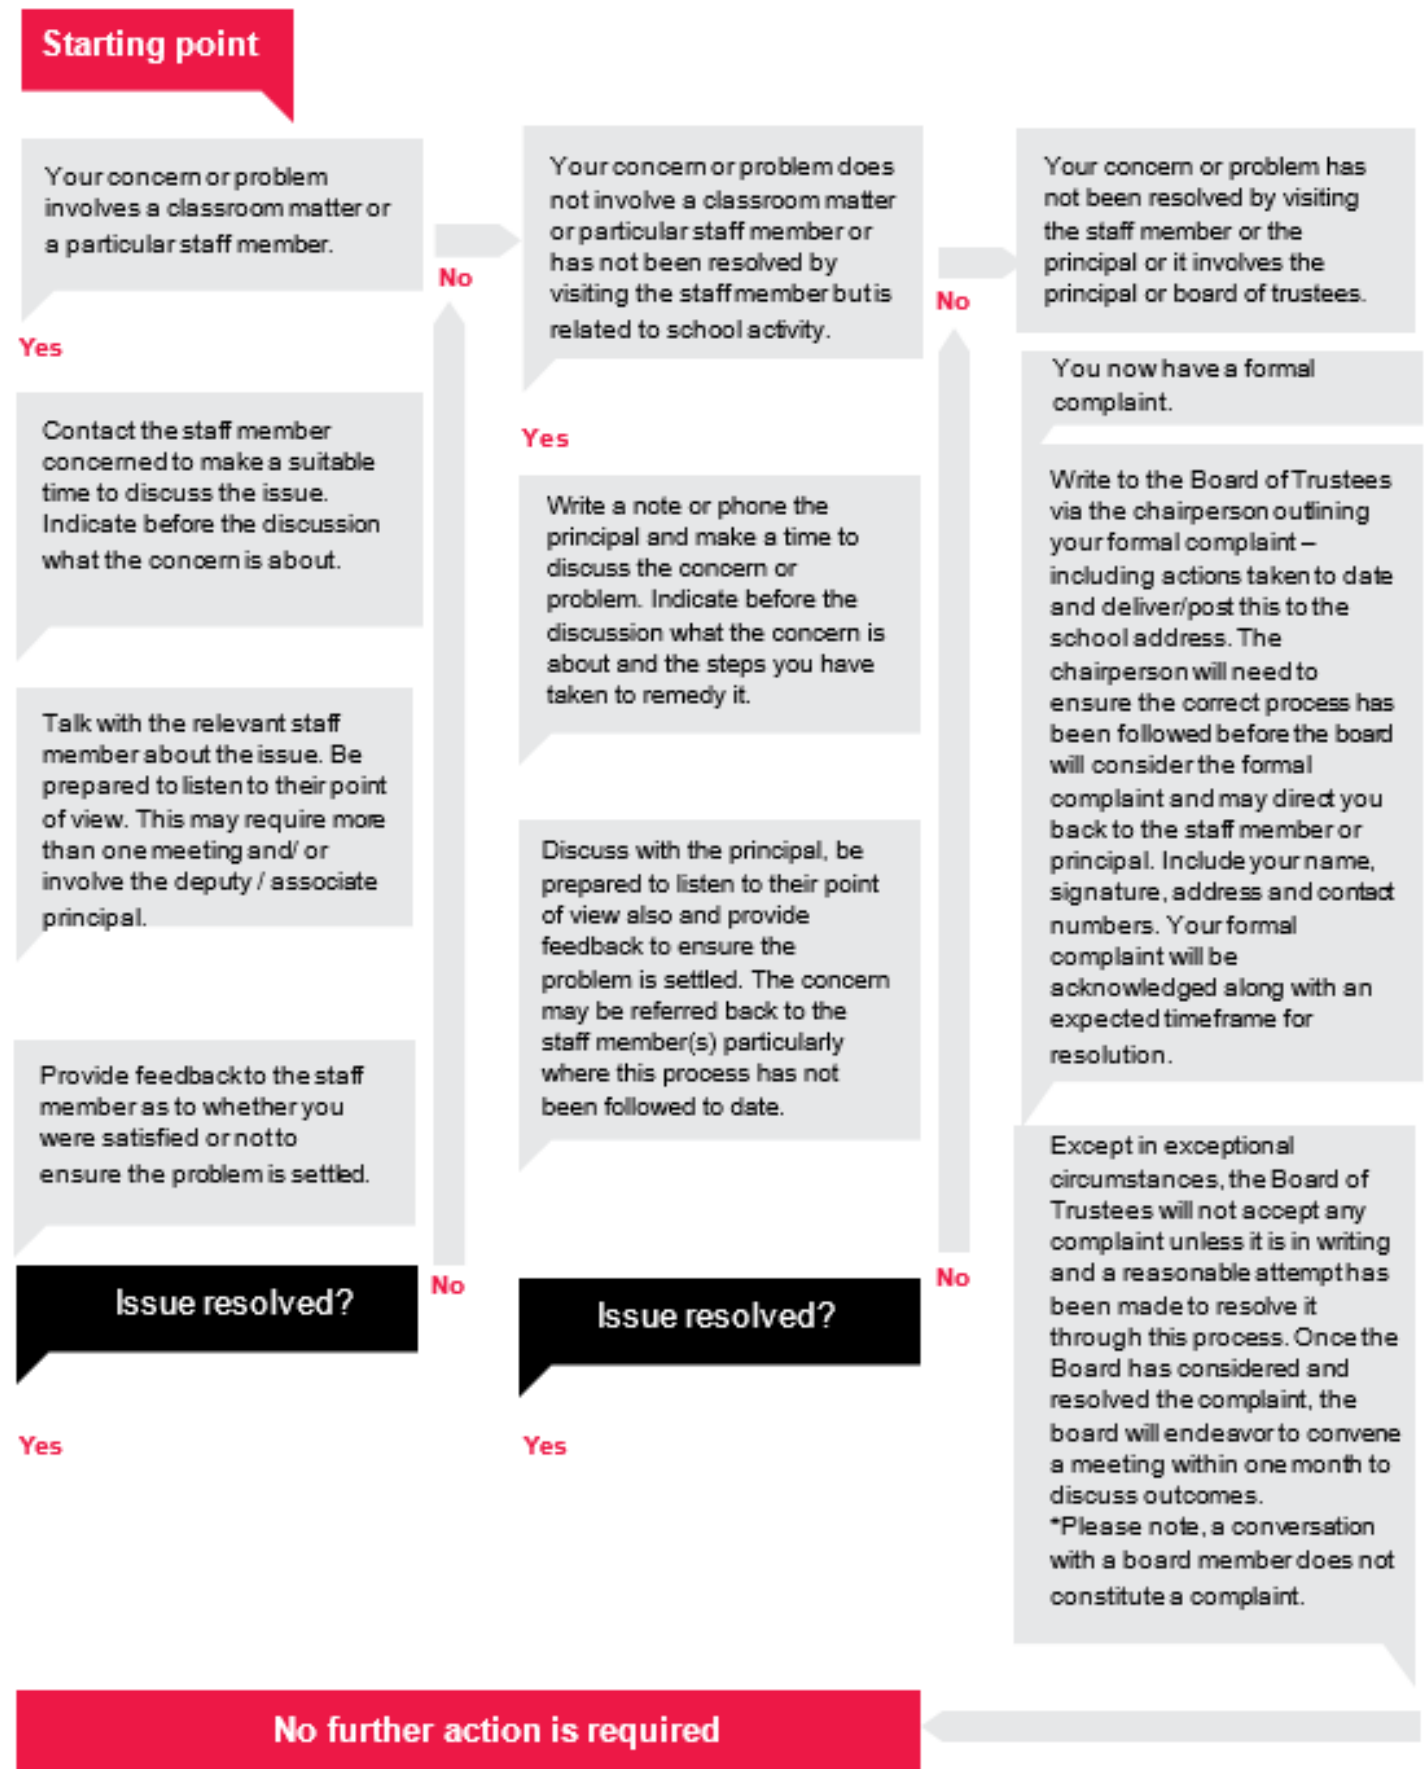 Starting point
Your concern or problem
involves a classroom matter or
a particular staff member.
No
Yes
Contact the staff member
concerned to make a suitable
time to discuss the issue.
Indicate before the discussion
what the concern is about.
Talk with the relevant staff
member about the issue. Be
prepared to listen to their point
of view. This may require more
than one meeting and/ or
involve the deputy / associate
principal.
Provide feedback to the staff
member as to whether you
were satisfied or not to
ensure the problem is settled.
Issue resolved?
No
Yes
Your concern or problem does
not involve a classroom matter
or particular staff member or
has not been resolved by
visiting the staff member but is
related to school activity.
No
Yes
Write a note or phone the
principal and make a time to
discuss the concern or
problem. Indicate before the
discussion what the concern is
about and the steps you have
taken to remedy it.
Discuss with the principal, be
prepared to listen to their point
of view also and provide
feedback to ensure the
problem is settled. The concern
may be referred back to the
staff member(s) particularly
where this process has not
been followed to date.
Issue resolved?
No
Yes
Your concern or problem has
not been resolved by visiting
the staff member or the
principal or it involves the
principal or board of trustees.
You now have a formal
complaint.
Write to the Board of Trustees
via the chairperson outlining
your formal complaint –
including actions taken to date
and deliver/post this to the
school address. The
chairperson will need to
ensure the correct process has
been followed before the board
will consider the formal
complaint and may direct you
back to the staff member or
principal. Include your name,
signature, address and contact
numbers. Your formal
complaint will be
acknowledged along with an
expected timeframe for
resolution.
Except in exceptional
circumstances, the Board of
Trustees will not accept any
complaint unless it is in writing
and a reasonable attempt has
been made to resolve it
through this process. Once the
Board has considered and
resolved the complaint, the
board will endeavor to convene
a meeting within one month to
discuss outcomes.
*Please note, a conversation
with a board member does not
constitute a complaint.
No further action is required